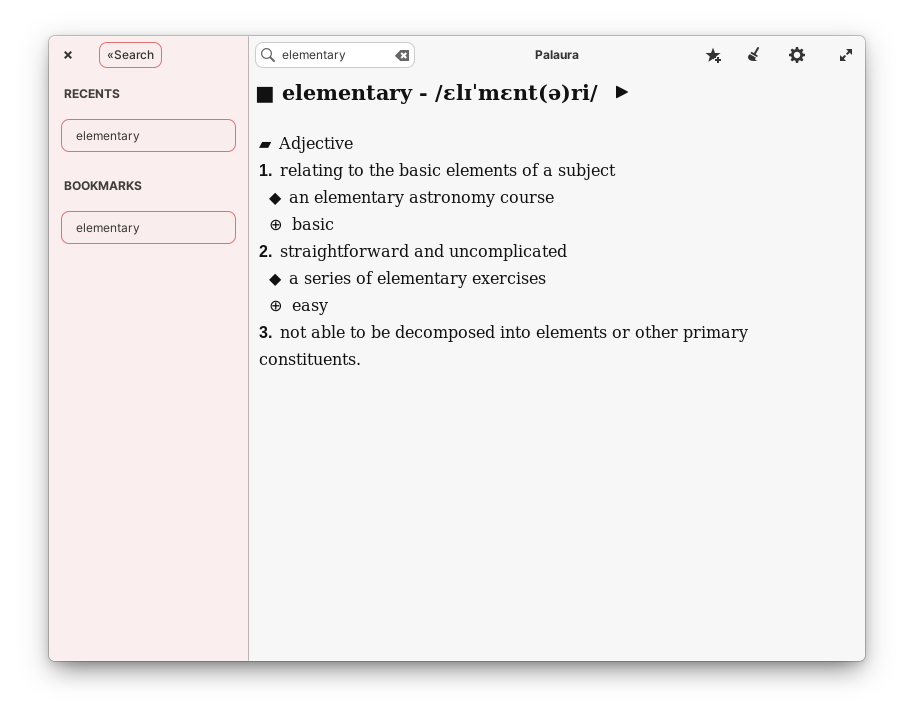 «Search
RECENTS
elementary
BOOKMARKS
elementary
elementary
Palaura
■ elementary - /ɛlɪˈmɛnt(ə)ri/ ▶
▰ Adjective
1. relating to the basic elements of a subject
◆ an elementary astronomy course
⊕ basic
2. straightforward and uncomplicated
◆ a series of elementary exercises
⊕ easy
3. not able to be decomposed into elements or other primary
constituents.